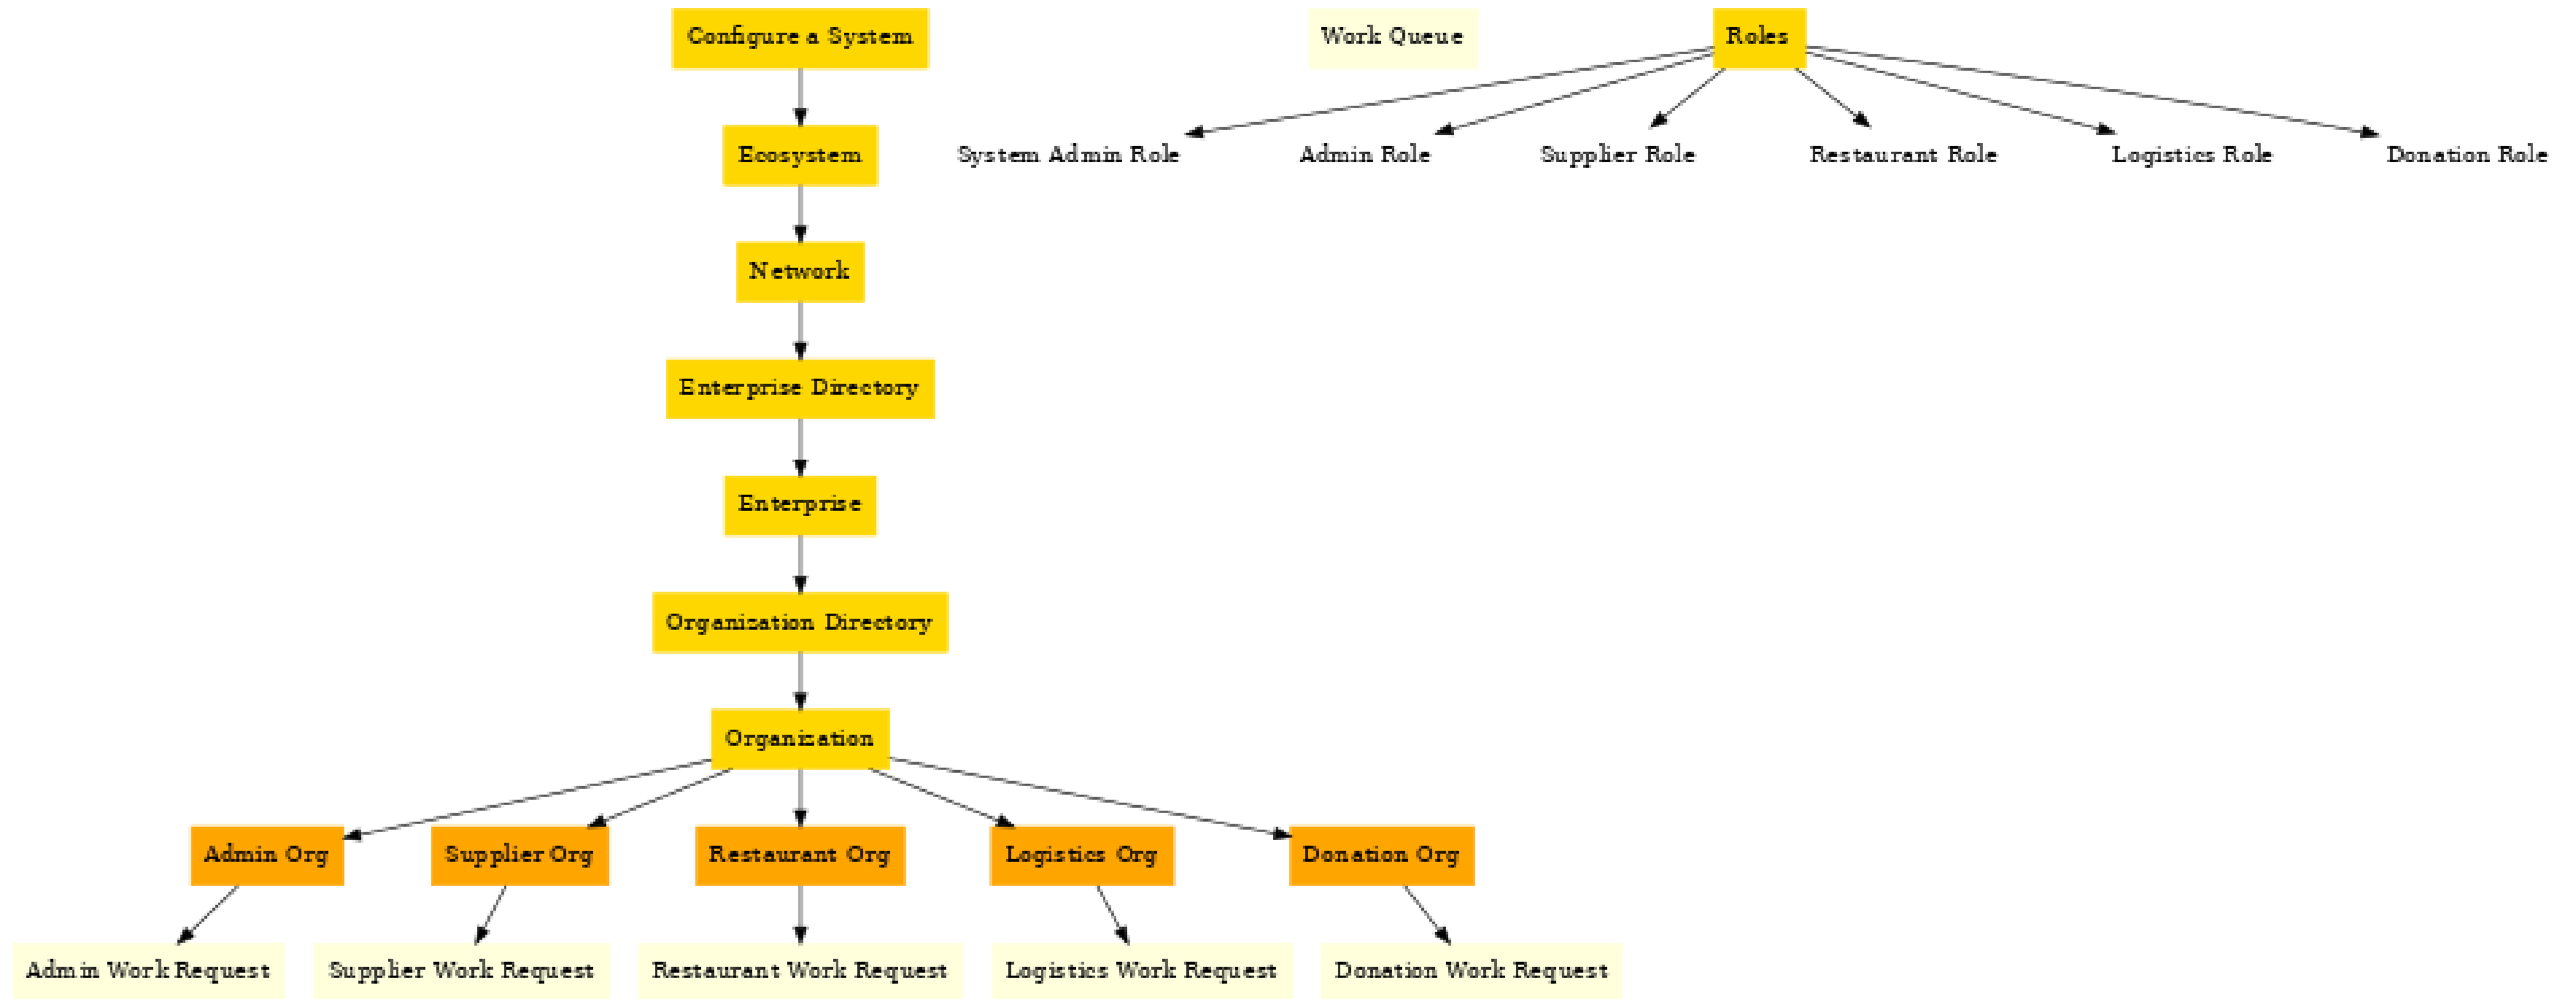 Configure a System
Work Queue
Roles
Ecosystem
System Admin Role
Admin Role
Supplier Role
Restaurant Role
Logistics Role
Donation Role
Network
Enterprise Directory
Enterprise
Organization Directory
Organization
Admin Org
Supplier Org
Restaurant Org
Logistics Org
Donation Org
Admin Work Request
Supplier Work Request
Restaurant Work Request
Logistics Work Request
Donation Work Request